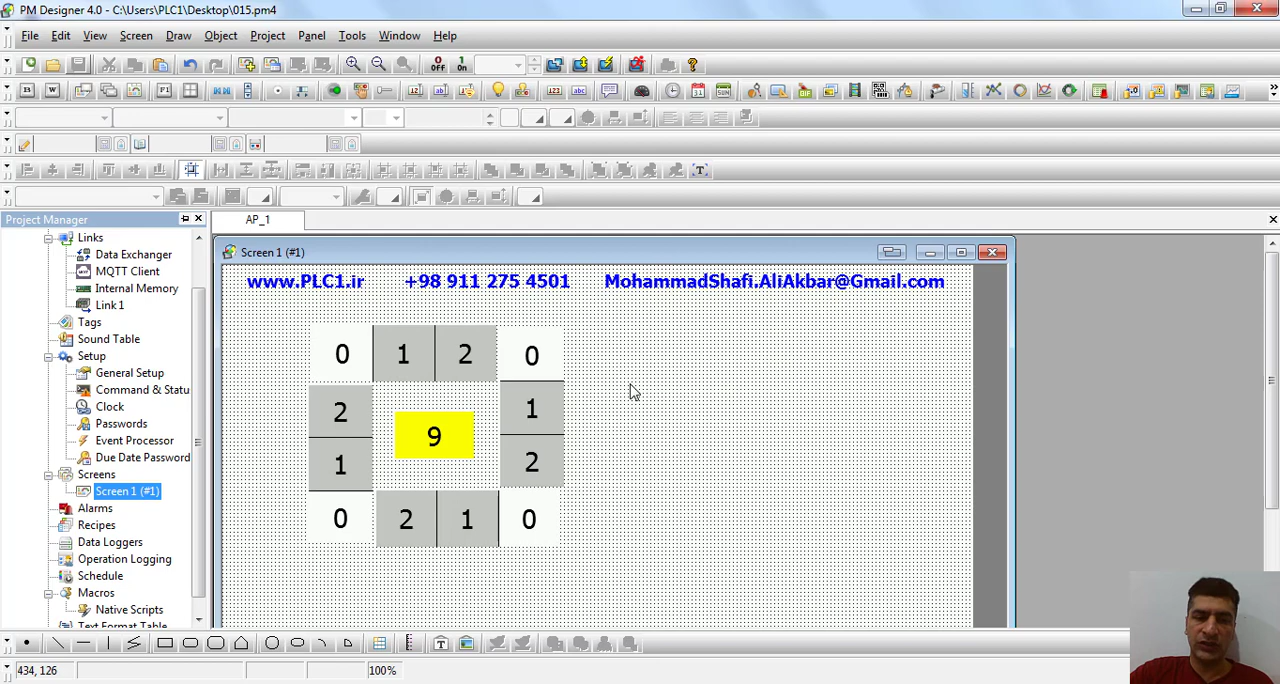 PM Designer 4.0 - C:\Users\PLC1\Desktop\015.pm4
File Edit View Screen Draw Object Project Panel Tools Window Help
Project Manager
AP_1
Links
Data Exchanger
MQTT Client
Internal Memory
Link 1
Tags
Sound Table
Setup
General Setup
Command & Statu
Clock
Passwords
Event Processor
Due Date Password
Screens
Screen 1 (#1)
Alarms
Recipes
Data Loggers
Operation Logging
Schedule
Macros
Native Scripts
Text Format Table
Screen 1 (#1)
www.PLC1.ir +98 911 275 4501 MohammadShafi.AliAkbar@Gmail.com
0 1 2 0
2 1
9
1 2
0 2 1 0
434, 126
100%